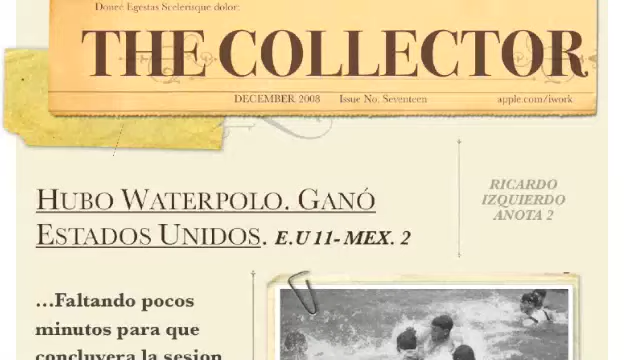 Donec Egestas Scelerisque dolor:
THE COLLECTOR
DECEMBER 2008 Issue No. Seventeen apple.com/iwork
RICARDO
IZQUIERDO
ANOTA 2
HUBO WATERPOLO. GANÓ
ESTADOS UNIDOS. E.U 11- MEX. 2
...Faltando pocos
minutos para que
concluyera la sesion